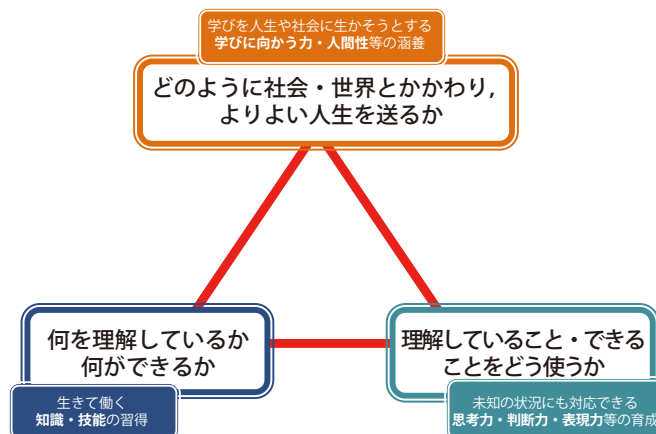 学びを人生や社会に生かそうとする
学びに向かう力・人間性等の涵養
どのように社会・世界とかかわり,
よりよい人生を送るか
何を理解しているか
何ができるか
生きて働く
知識・技能の習得
理解していること・できる
ことをどう使うか
未知の状況にも対応できる
思考力・判断力・表現力等の育成